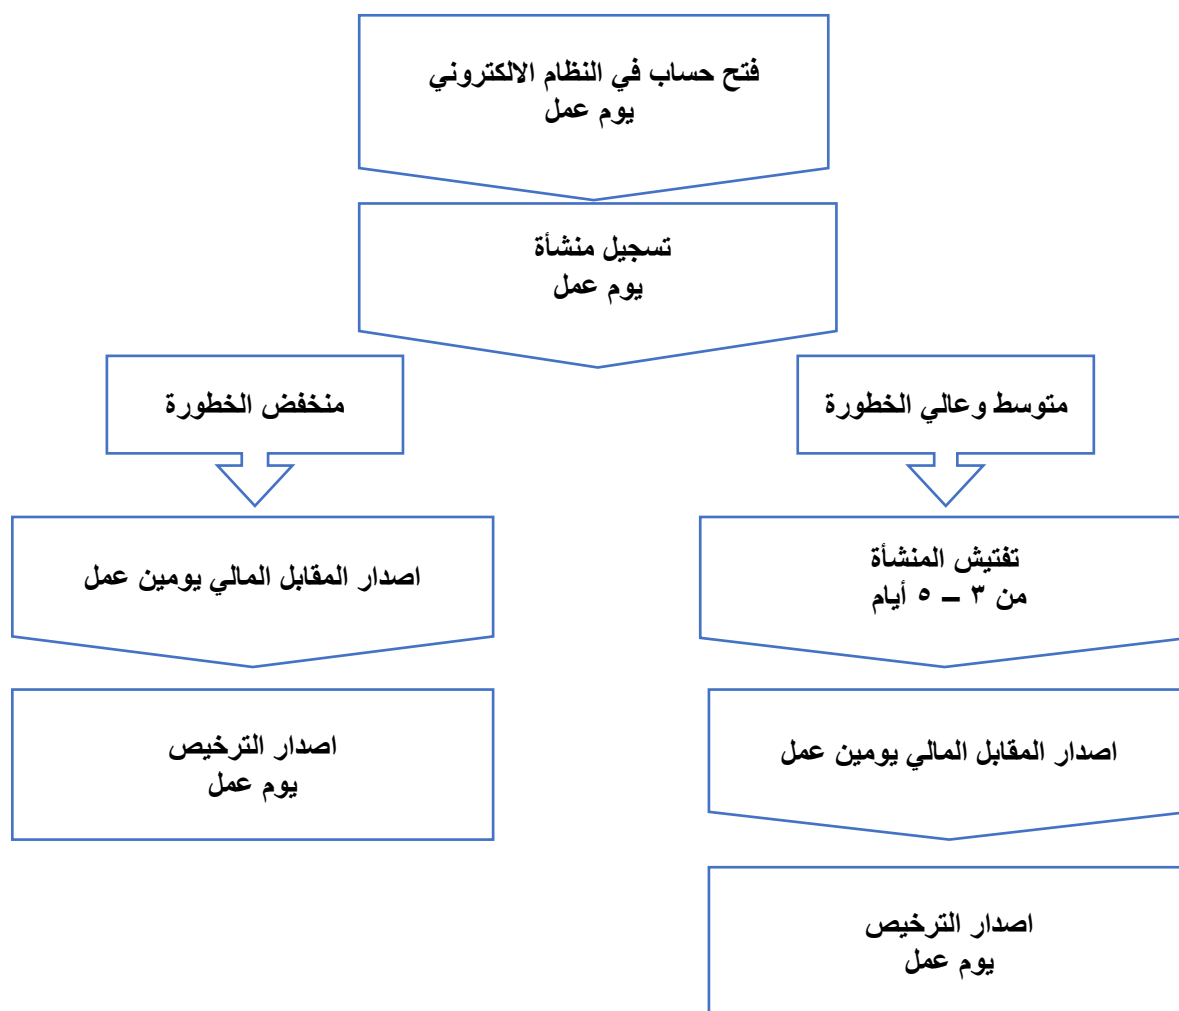 فتح حساب في النظام الالكتروني
يوم عمل
تسجيل منشأة
يوم عمل
متوسط وعالي الخطورة
منخفض الخطورة
تفتيش المنشأة
من ٣ – ٥ أيام
اصدار المقابل المالي يومين عمل
اصدار المقابل المالي يومين عمل
اصدار الترخيص
يوم عمل
اصدار الترخيص
يوم عمل